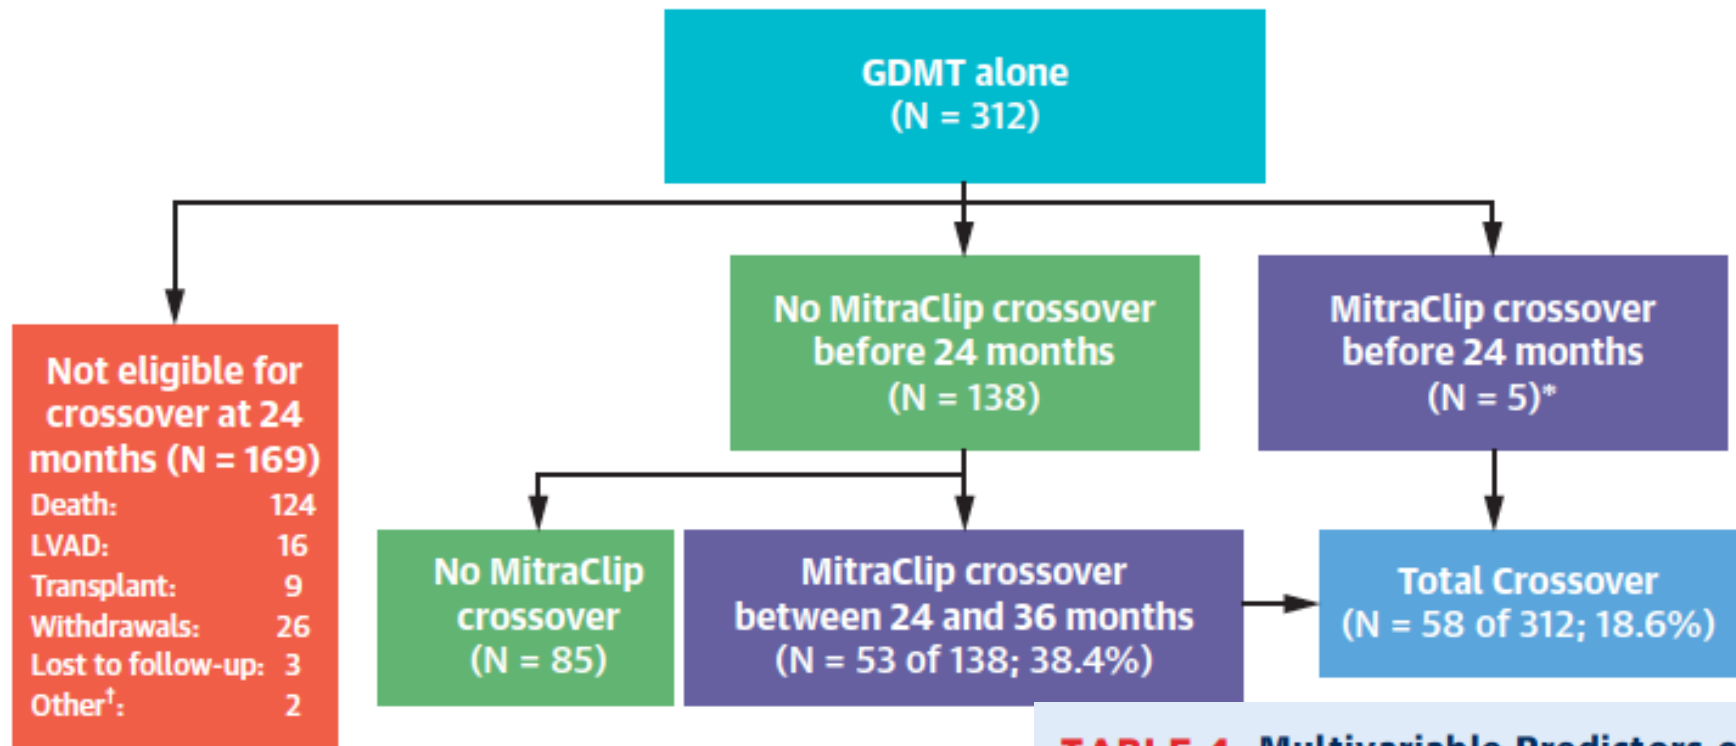 GDMT alone
(N = 312)
Not eligible for
crossover at 24
months (N = 169)
Death: 124
LVAD: 16
Transplant: 9
Withdrawals: 26
Lost to follow-up: 3
Other†: 2
No MitraClip crossover
before 24 months
(N = 138)
MitraClip crossover
before 24 months
(N = 5)*
No MitraClip
crossover
(N = 85)
MitraClip crossover
between 24 and 36 months
(N = 53 of 138; 38.4%)
Total Crossover
(N = 58 of 312; 18.6%)
Multivariable Predictors